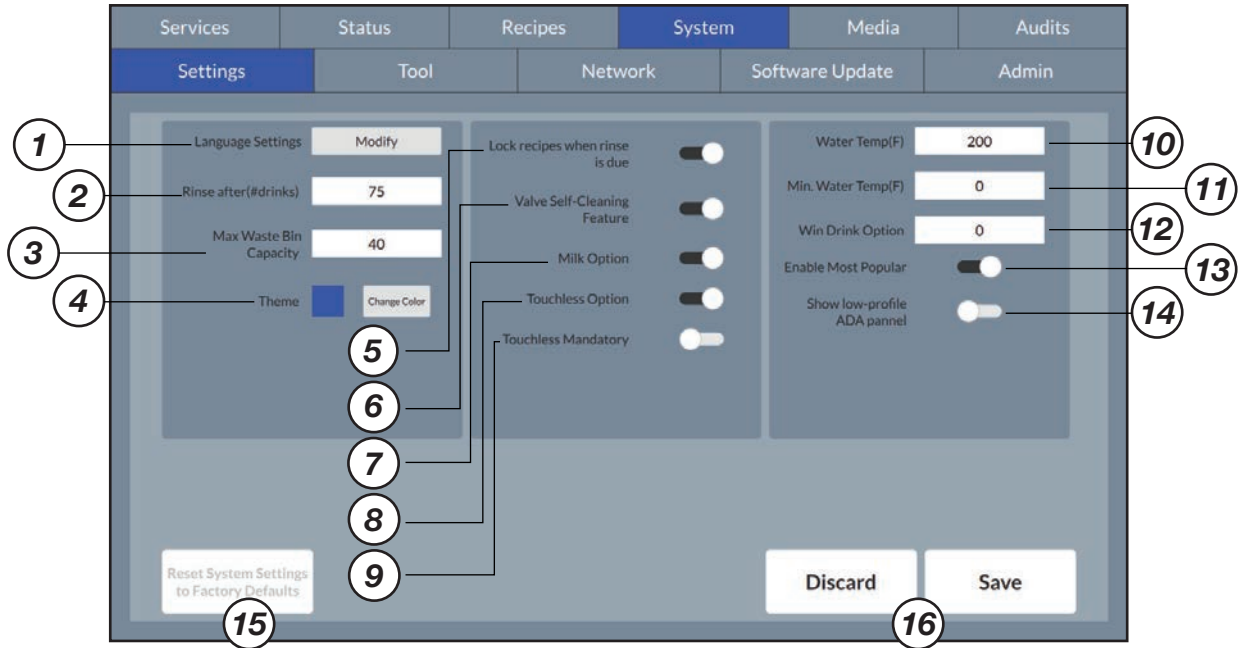 Services Status Recipes System Media Audits
Settings Tool Network Software Update Admin
1
Language Settings
Modify
2
Rinse after(#drinks)
75
3
Max Waste Bin
Capacity
40
4
Theme
Change Color
5
Lock recipes when rinse
is due
6
Valve Self-Cleaning
Feature
7
Milk Option
8
Touchless Option
9
Touchless Mandatory
Water Temp(F)
200
10
Min. Water Temp(F)
0
11
Win Drink Option
0
12
Enable Most Popular
13
Show low-profile
ADA pannel
14
Reset System Settings
to Factory Defaults
15
Discard
Save
16